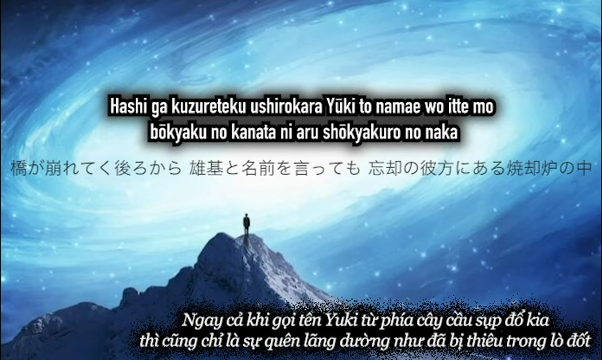 Hashi ga kuzureteku ushirokara Yūki to namae wo itte mo
bōkyaku no kanata ni aru shōkyakuro no naka
橋が崩れてく後ろから 雄基と名前を言っても 忘却の彼方にある焼却炉の中
Ngay cả khi gọi tên Yuki từ phía cây cầu sụp đổ kia
thì cũng chỉ là sự quên lãng dường như đã bị thiêu trong lò đốt